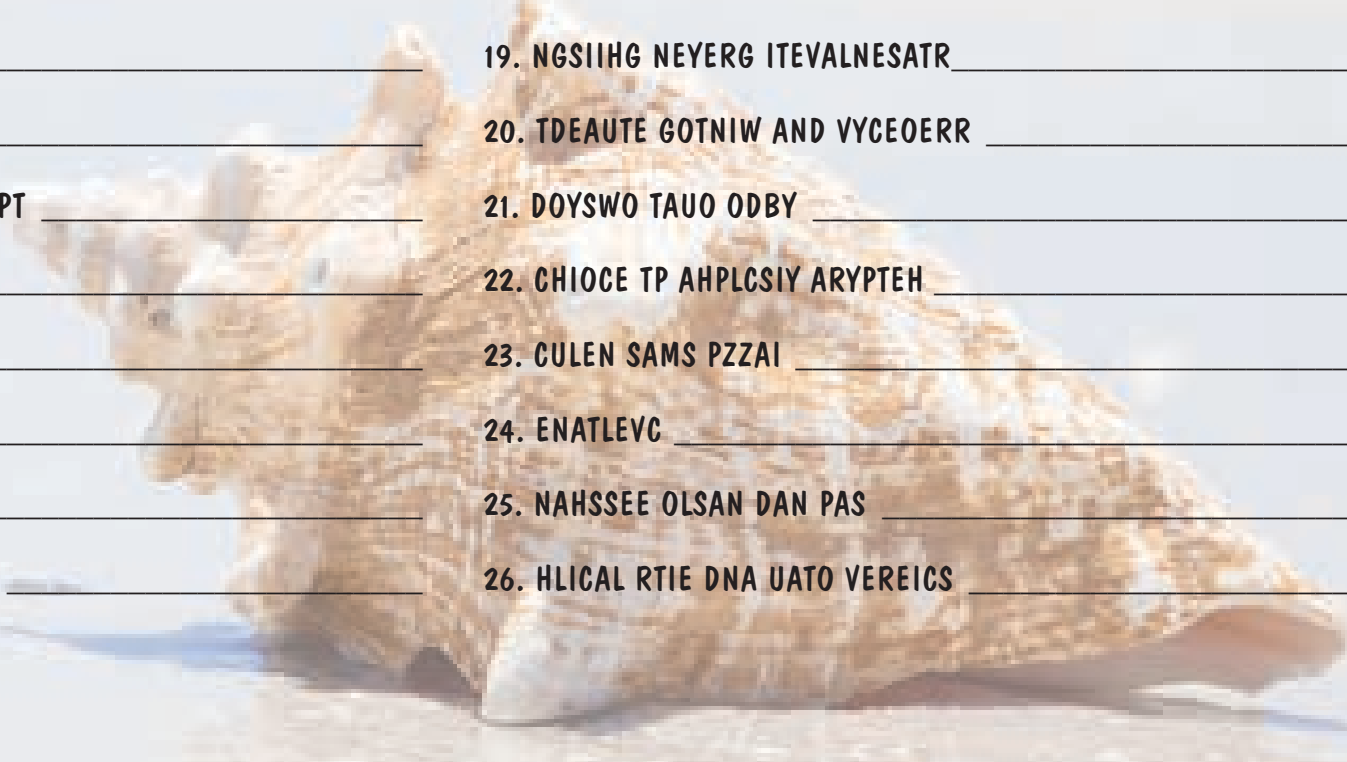 PT
19. NGSIIHG NEYERG ITEVALNESATR
20. TDEAUTE GOTNIW AND VYCEOERR
21. DOYSWO TAUO ODBY
22. CHIOCE TP AHPLCSIY ARYPTEH
23. CULEN SAMS PZZAI
24. ENATLEVC
25. NAHSSEE OLSAN DAN PAS
26. HLICAL RTIE DNA UATO VEREICS